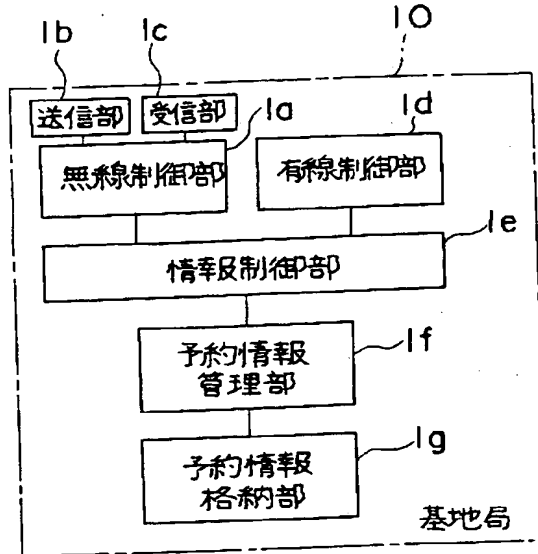 1b
1c
10
送信部
受信部
1a
1d
無線制御部
有線制御部
1e
情報制御部
予約情報
管理部
1f
予約情報
格納部
1g
基地局